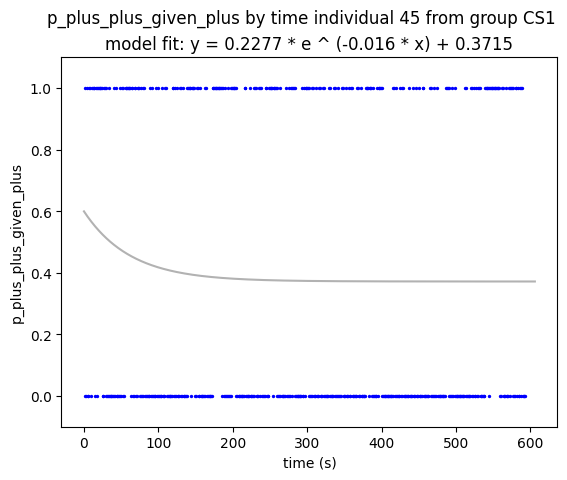 p_plus_plus_given_plus by time individual 45 from group CS1
model fit: y = 0.2277 * e ^ (-0.016 * x) + 0.3715
p_plus_plus_given_plus
1.0
0.8
0.6
0.4
0.2
0.0
0 100 200 300 400 500 600
time (s)